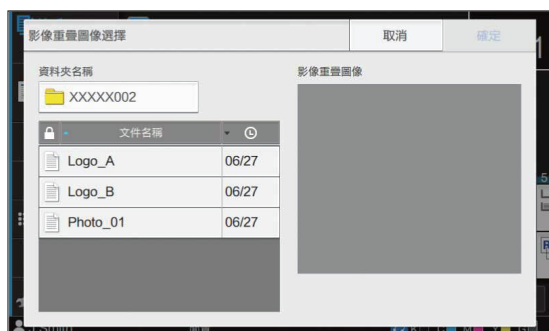 影像重疊圖像選擇
取消
確定
資料夾名稱
影像重疊圖像
XXXXX002
文件名稱
Logo_A
06/27
Logo_B
06/27
Photo_01
06/27